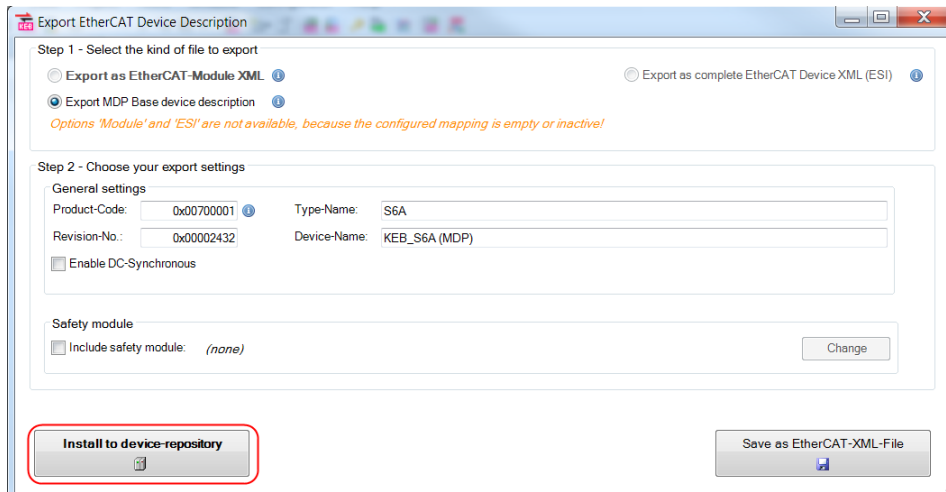 Export EtherCAT Device Description
Step 1 - Select the kind of file to export
Export as EtherCAT-Module XML
Export as complete EtherCAT Device XML (ESI)
Export MDP Base device description
Options 'Module' and 'ESI' are not available, because the configured mapping is empty or inactive!
Step 2 - Choose your export settings
General settings
Product-Code: 0x00700001 Type-Name: S6A
Revision-No.: 0x00002432 Device-Name: KEB_S6A (MDP)
Enable DC-Synchronous
Safety module
Include safety module: (none) Change
Install to device-repository
Save as EtherCAT-XML-File